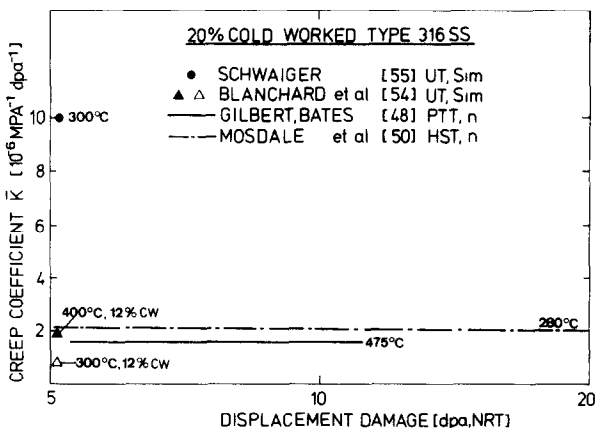 20% COLD WORKED TYPE 316 SS
● SCHWAIGER [55] UT, Sim
▲ △ BLANCHARD et al [54] UT, Sim
GILBERT, BATES [48] PTT, n
MOSDALE et al [50] HST, n
CREEP COEFFICIENT K̄ [10⁻⁶MPA⁻¹ dpa⁻¹]
10
8
6
4
2
300°C
400°C, 12% CW
280°C
475°C
300°C, 12% CW
5
10
20
DISPLACEMENT DAMAGE [dpa,NRT]